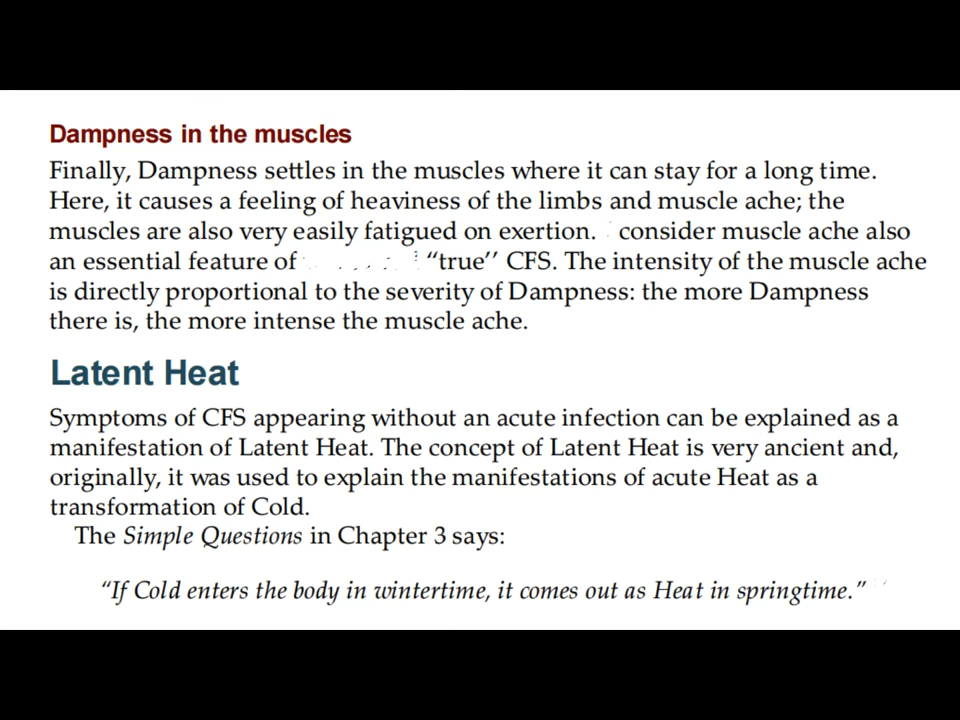 Dampness in the muscles
Finally, Dampness settles in the muscles where it can stay for a long time.
Here, it causes a feeling of heaviness of the limbs and muscle ache; the
muscles are also very easily fatigued on exertion. consider muscle ache also
an essential feature of “true’’ CFS. The intensity of the muscle ache
is directly proportional to the severity of Dampness: the more Dampness
there is, the more intense the muscle ache.
Latent Heat
Symptoms of CFS appearing without an acute infection can be explained as a
manifestation of Latent Heat. The concept of Latent Heat is very ancient and,
originally, it was used to explain the manifestations of acute Heat as a
transformation of Cold.
The Simple Questions in Chapter 3 says:
“If Cold enters the body in wintertime, it comes out as Heat in springtime.”